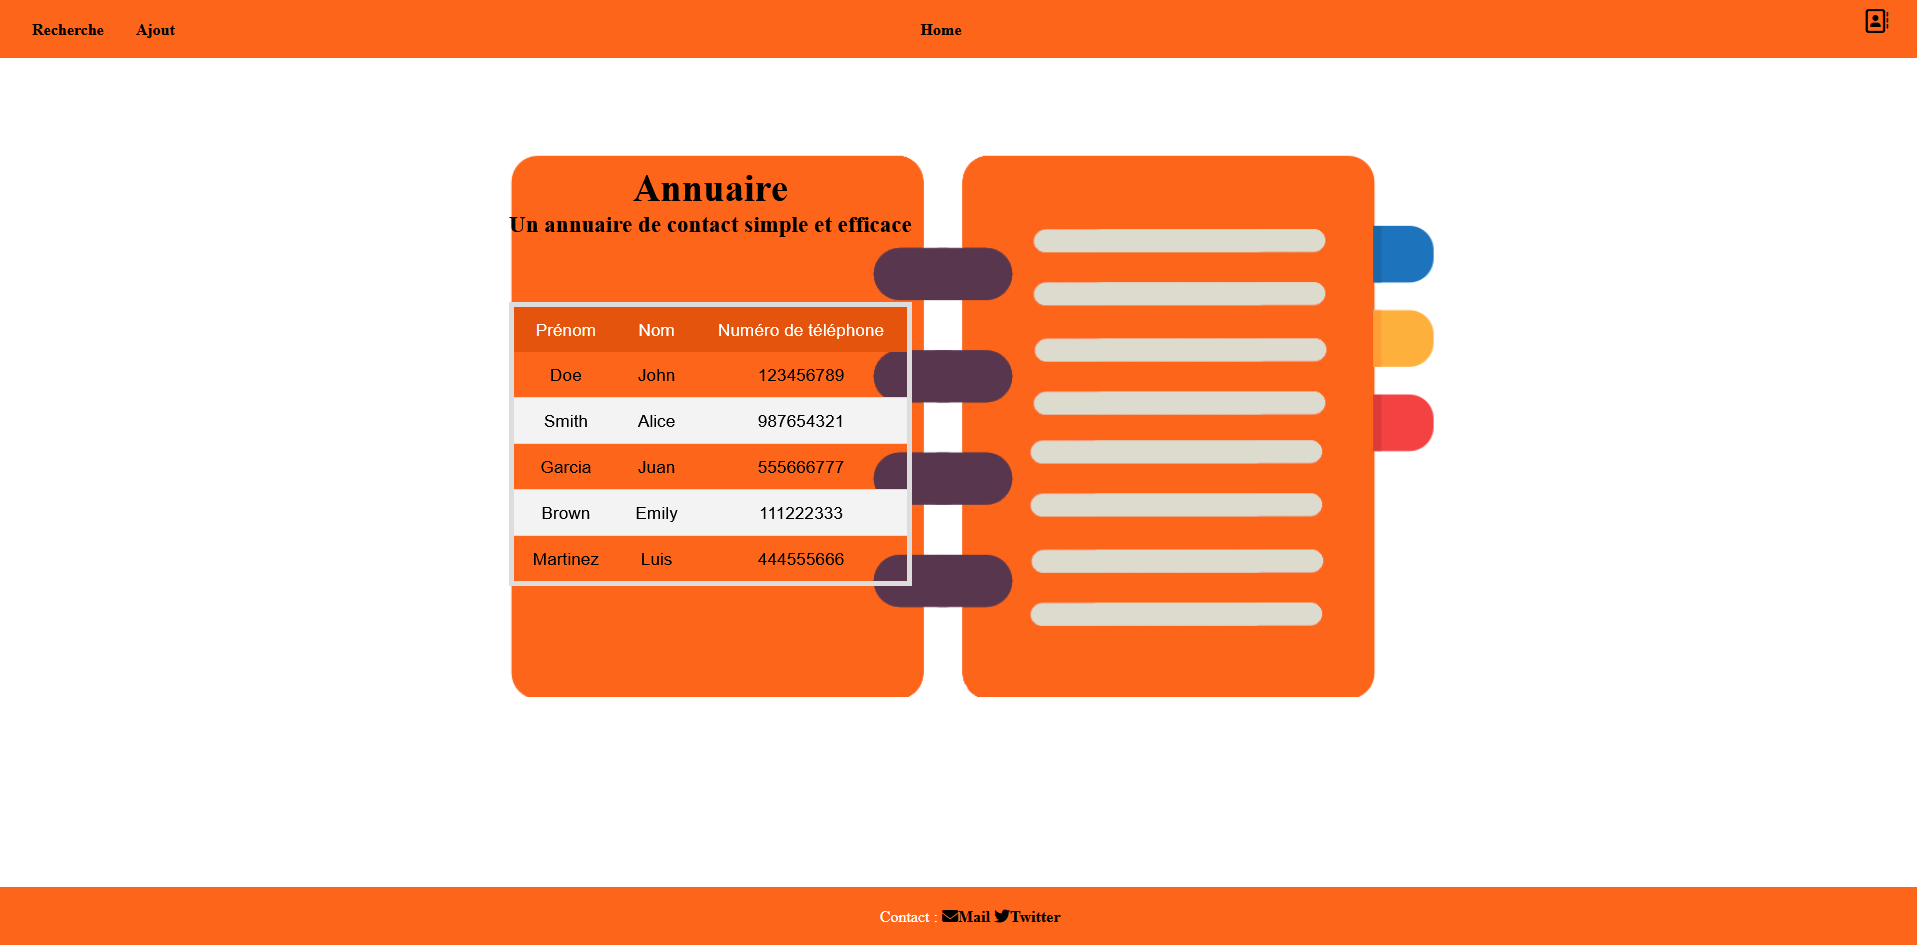 Recherche Ajout Home
Annuaire
Un annuaire de contact simple et efficace
Prénom Nom Numéro de téléphone
Doe John 123456789
Smith Alice 987654321
Garcia Juan 555666777
Brown Emily 111222333
Martinez Luis 444555666
Contact : Mail Twitter